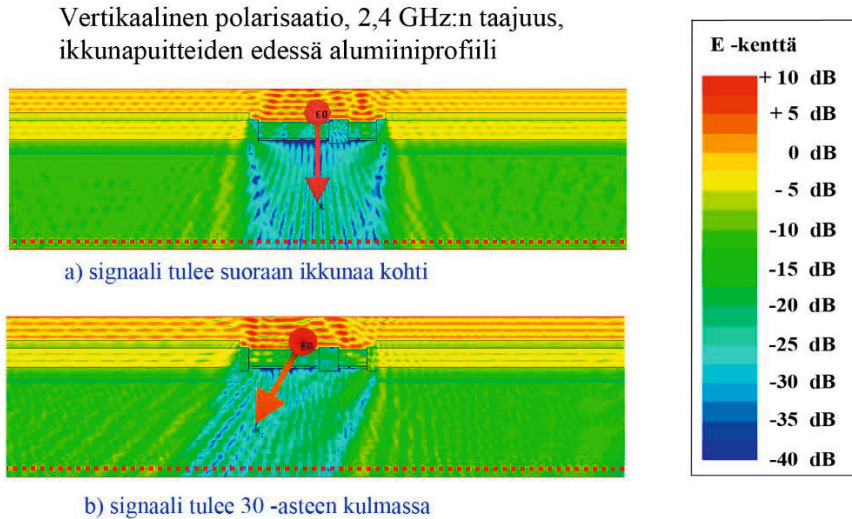 Vertikaalinen polarisaatio, 2,4 GHz:n taajuus,
ikkunapuitteiden edessä alumiiniprofiili
E0
k
a) signaali tulee suoraan ikkunaa kohti
E0
k
b) signaali tulee 30 -asteen kulmassa
E -kenttä
+ 10 dB
+ 5 dB
0 dB
- 5 dB
-10 dB
-15 dB
-20 dB
-25 dB
-30 dB
-35 dB
-40 dB